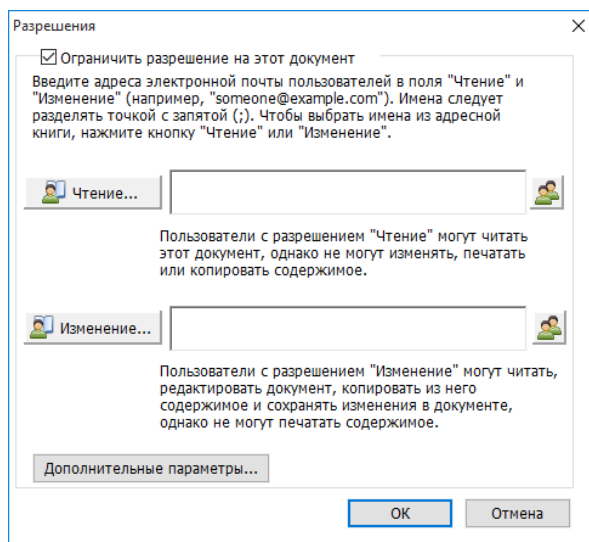 Разрешения
Ограничить разрешение на этот документ
Введите адреса электронной почты пользователей в поля "Чтение" и
"Изменение" (например, "someone@example.com"). Имена следует
разделять точкой с запятой (;). Чтобы выбрать имена из адресной
книги, нажмите кнопку "Чтение" или "Изменение".
Чтение...
Пользователи с разрешением "Чтение" могут читать
этот документ, однако не могут изменять, печатать
или копировать содержимое.
Изменение...
Пользователи с разрешением "Изменение" могут читать,
редактировать документ, копировать из него
содержимое и сохранять изменения в документе,
однако не могут печатать содержимое.
Дополнительные параметры...
ОК
Отмена